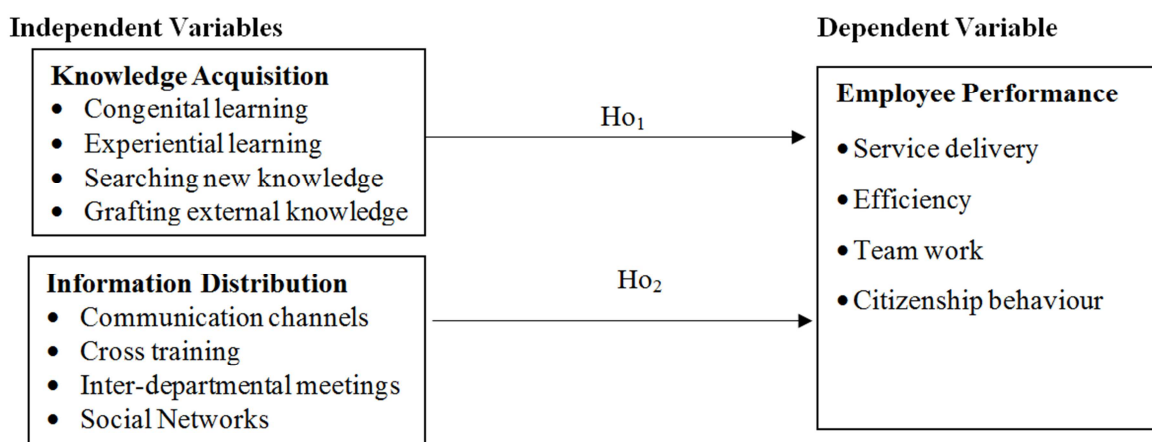 Independent Variables
Knowledge Acquisition
• Congenital learning
• Experiential learning
• Searching new knowledge
• Grafting external knowledge
Information Distribution
• Communication channels
• Cross training
• Inter-departmental meetings
• Social Networks
Ho₁
Ho₂
Dependent Variable
Employee Performance
• Service delivery
• Efficiency
• Team work
• Citizenship behaviour